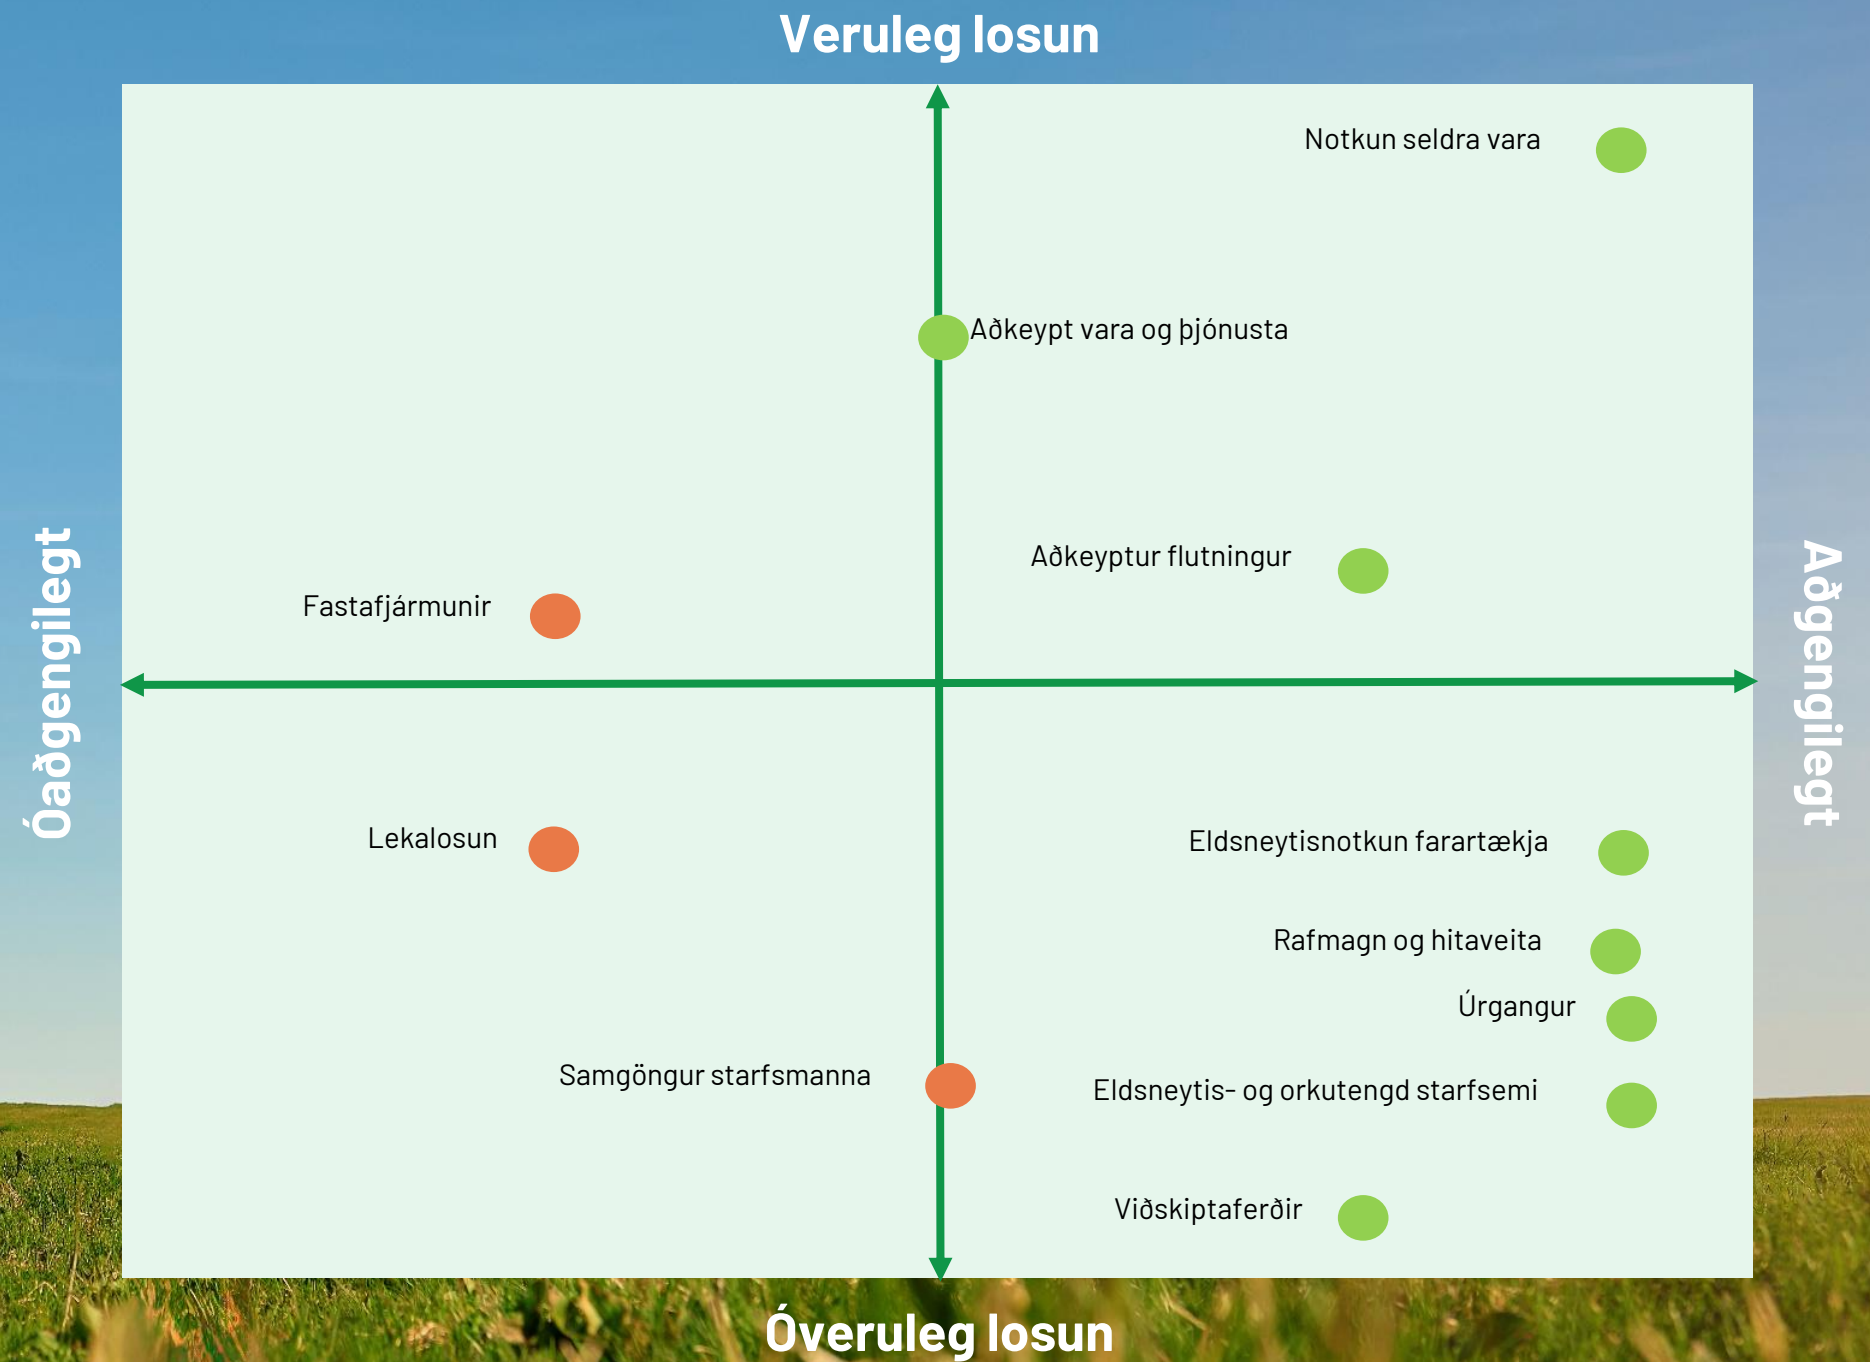 Veruleg losun
Notkun seldra vara
Aðkeypt vara og þjónusta
Aðkeyptur flutningur
Fastafjármunir
Óaðgengilegt
Aðgengilegt
Lekalosun
Eldsneytisnotkun farartækja
Rafmagn og hitaveita
Úrgangur
Samgöngur starfsmanna
Eldsneytis- og orkutengd starfsemi
Viðskiptaferðir
Óveruleg losun